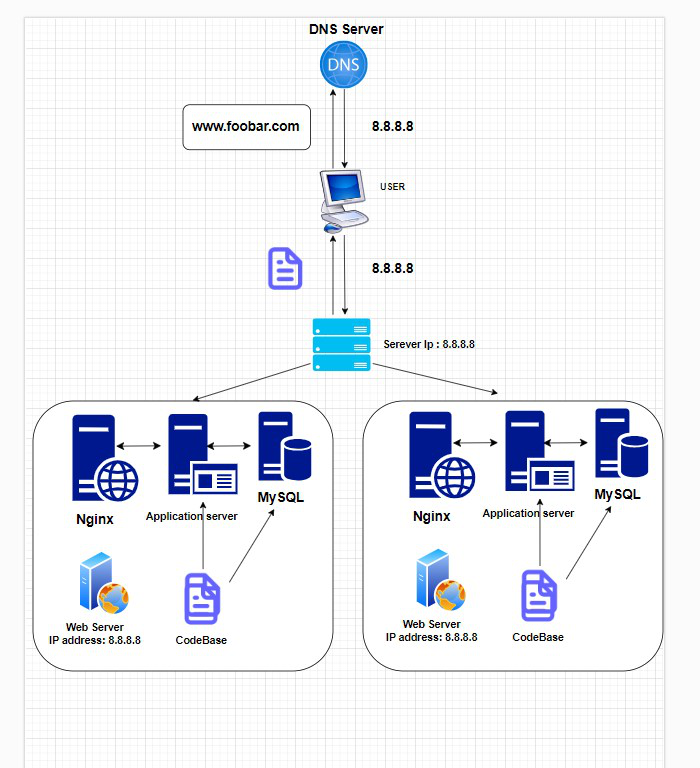 DNS Server
DNS
www.foobar.com
8.8.8.8
USER
8.8.8.8
Serever Ip : 8.8.8.8
Nginx
Application server
MySQL
Web Server
IP address: 8.8.8.8
CodeBase
Nginx
Application server
MySQL
Web Server
IP address: 8.8.8.8
CodeBase